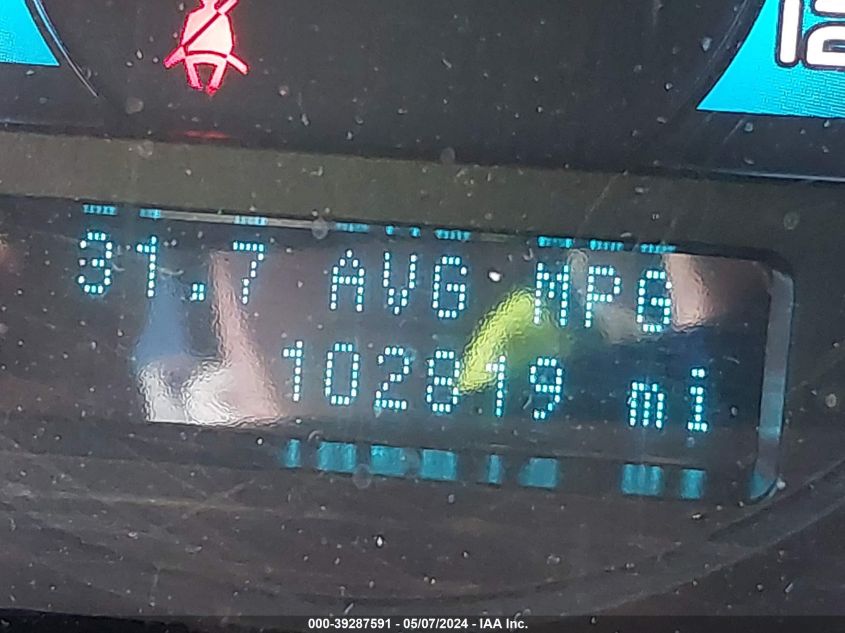 31.7 AVG MPG
102819 mi
000-39287591 - 05/07/2024 - IAA Inc.